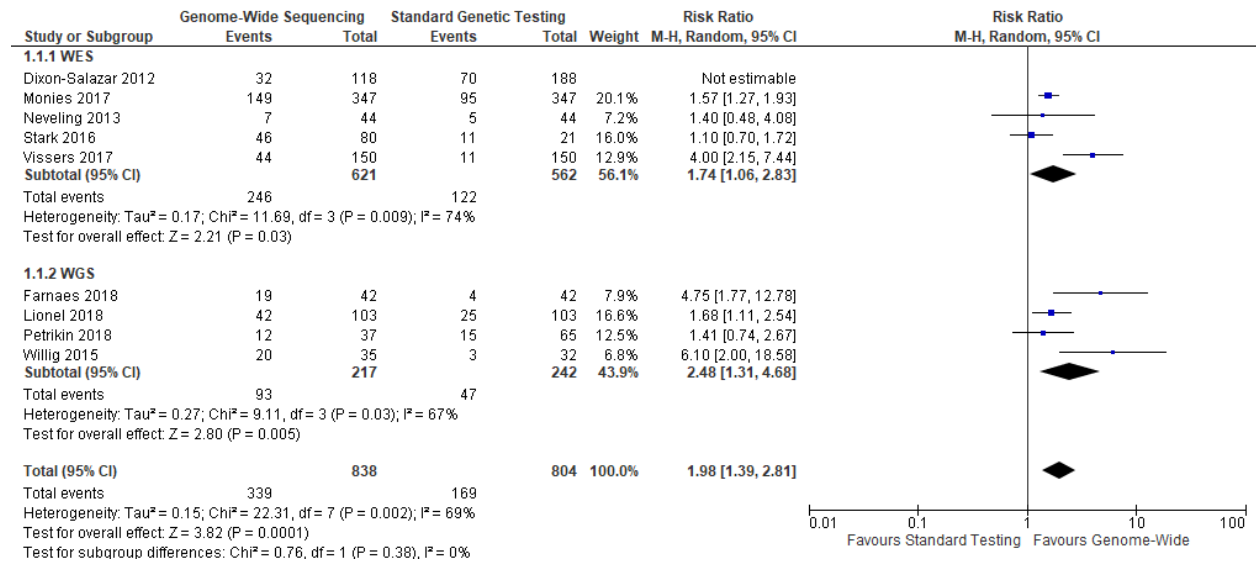 Genome-Wide Sequencing Standard Genetic Testing Risk Ratio Risk Ratio
Study or Subgroup Events Total Events Total Weight M-H, Random, 95% CI M-H, Random, 95% CI
1.1.1 WES
Dixon-Salazar 2012 32 118 70 188 Not estimable
Monies 2017 149 347 95 347 20.1% 1.57 [1.27, 1.93]
Neveling 2013 7 44 5 44 7.2% 1.40 [0.48, 4.08]
Stark 2016 46 80 11 21 16.0% 1.10 [0.70, 1.72]
Vissers 2017 44 150 11 150 12.9% 4.00 [2.15, 7.44]
Subtotal (95% CI) 621 562 56.1% 1.74 [1.06, 2.83]
Total events 246 122
Heterogeneity: Tau² = 0.17; Chi² = 11.69, df = 3 (P = 0.009); I² = 74%
Test for overall effect: Z = 2.21 (P = 0.03)
1.1.2 WGS
Farnaes 2018 19 42 4 42 7.9% 4.75 [1.77, 12.78]
Lionel 2018 42 103 25 103 16.6% 1.68 [1.11, 2.54]
Petrikin 2018 12 37 15 65 12.5% 1.41 [0.74, 2.67]
Willig 2015 20 35 3 32 6.8% 6.10 [2.00, 18.58]
Subtotal (95% CI) 217 242 43.9% 2.48 [1.31, 4.68]
Total events 93 47
Heterogeneity: Tau² = 0.27; Chi² = 9.11, df = 3 (P = 0.03); I² = 67%
Test for overall effect: Z = 2.80 (P = 0.005)
Total (95% CI) 838 804 100.0% 1.98 [1.39, 2.81]
Total events 339 169
Heterogeneity: Tau² = 0.15; Chi² = 22.31, df = 7 (P = 0.002); I² = 69%
Test for overall effect: Z = 3.82 (P = 0.0001)
Test for subgroup differences: Chi² = 0.76, df = 1 (P = 0.38), I² = 0%
0.01 0.1 1 10 100
Favours Standard Testing Favours Genome-Wide